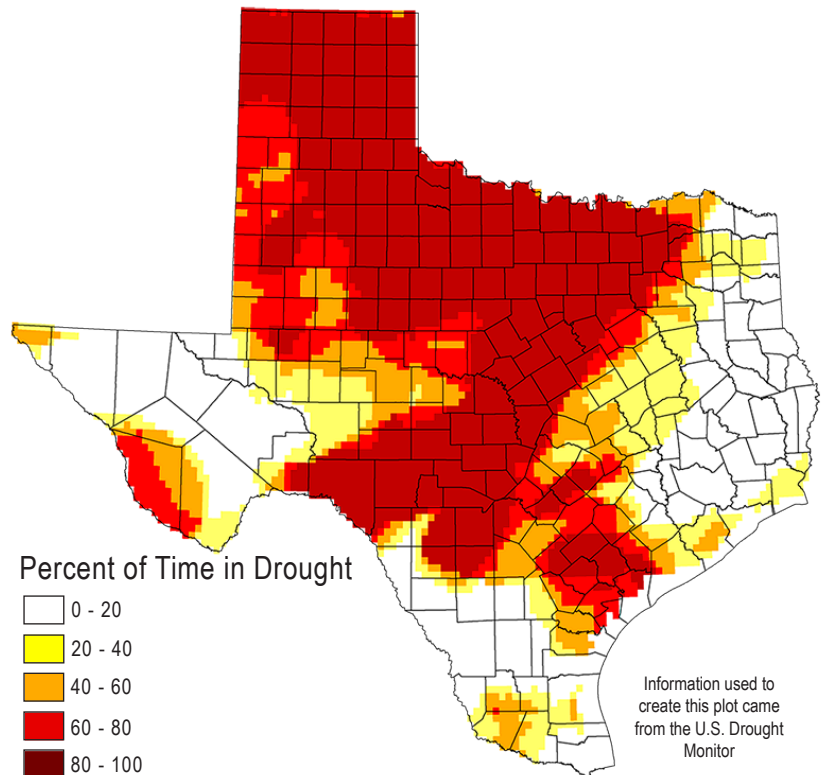 Percent of Time in Drought
0 - 20
20 - 40
40 - 60
60 - 80
80 - 100
Information used to
create this plot came
from the U.S. Drought
Monitor